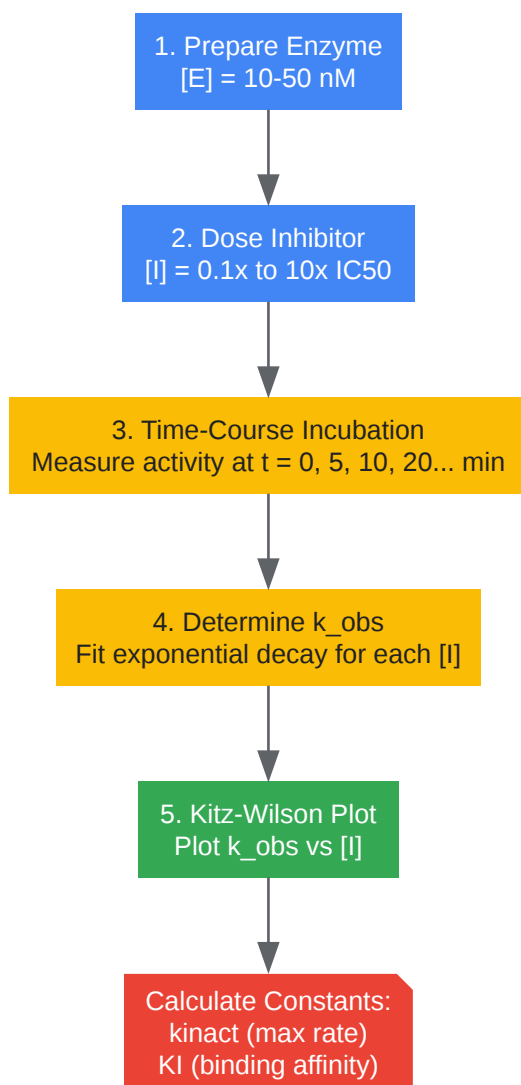 1. Prepare Enzyme
[E] = 10-50 nM
2. Dose Inhibitor
[I] = 0.1x to 10x IC50
3. Time-Course Incubation
Measure activity at t = 0, 5, 10, 20... min
4. Determine k_obs
Fit exponential decay for each [I]
5. Kitz-Wilson Plot
Plot k_obs vs [I]
Calculate Constants:
kinact (max rate)
KI (binding affinity)